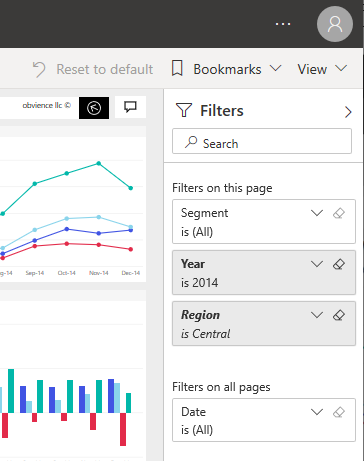 ...
Reset to default
Bookmarks
View
obvience llc ©
Filters
Search
Filters on this page
Segment
is (All)
Year
is 2014
Region
is Central
Filters on all pages
Date
is (All)
g-14 Sep-14 Oct-14 Nov-14 Dec-14